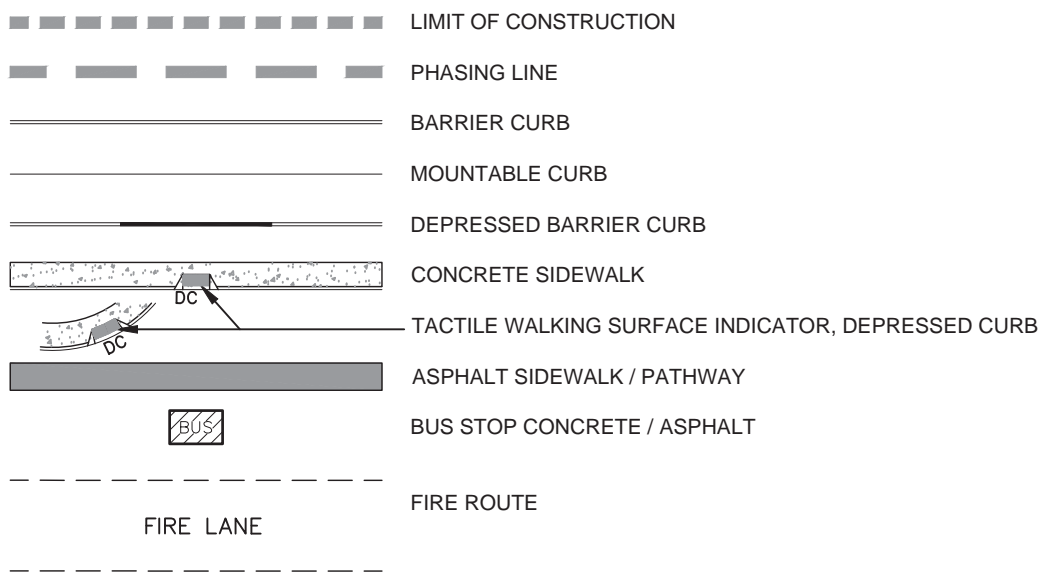 LIMIT OF CONSTRUCTION
PHASING LINE
BARRIER CURB
MOUNTABLE CURB
DEPRESSED BARRIER CURB
CONCRETE SIDEWALK
DC
TACTILE WALKING SURFACE INDICATOR, DEPRESSED CURB
DC
ASPHALT SIDEWALK / PATHWAY
BUS
BUS STOP CONCRETE / ASPHALT
FIRE ROUTE
FIRE LANE